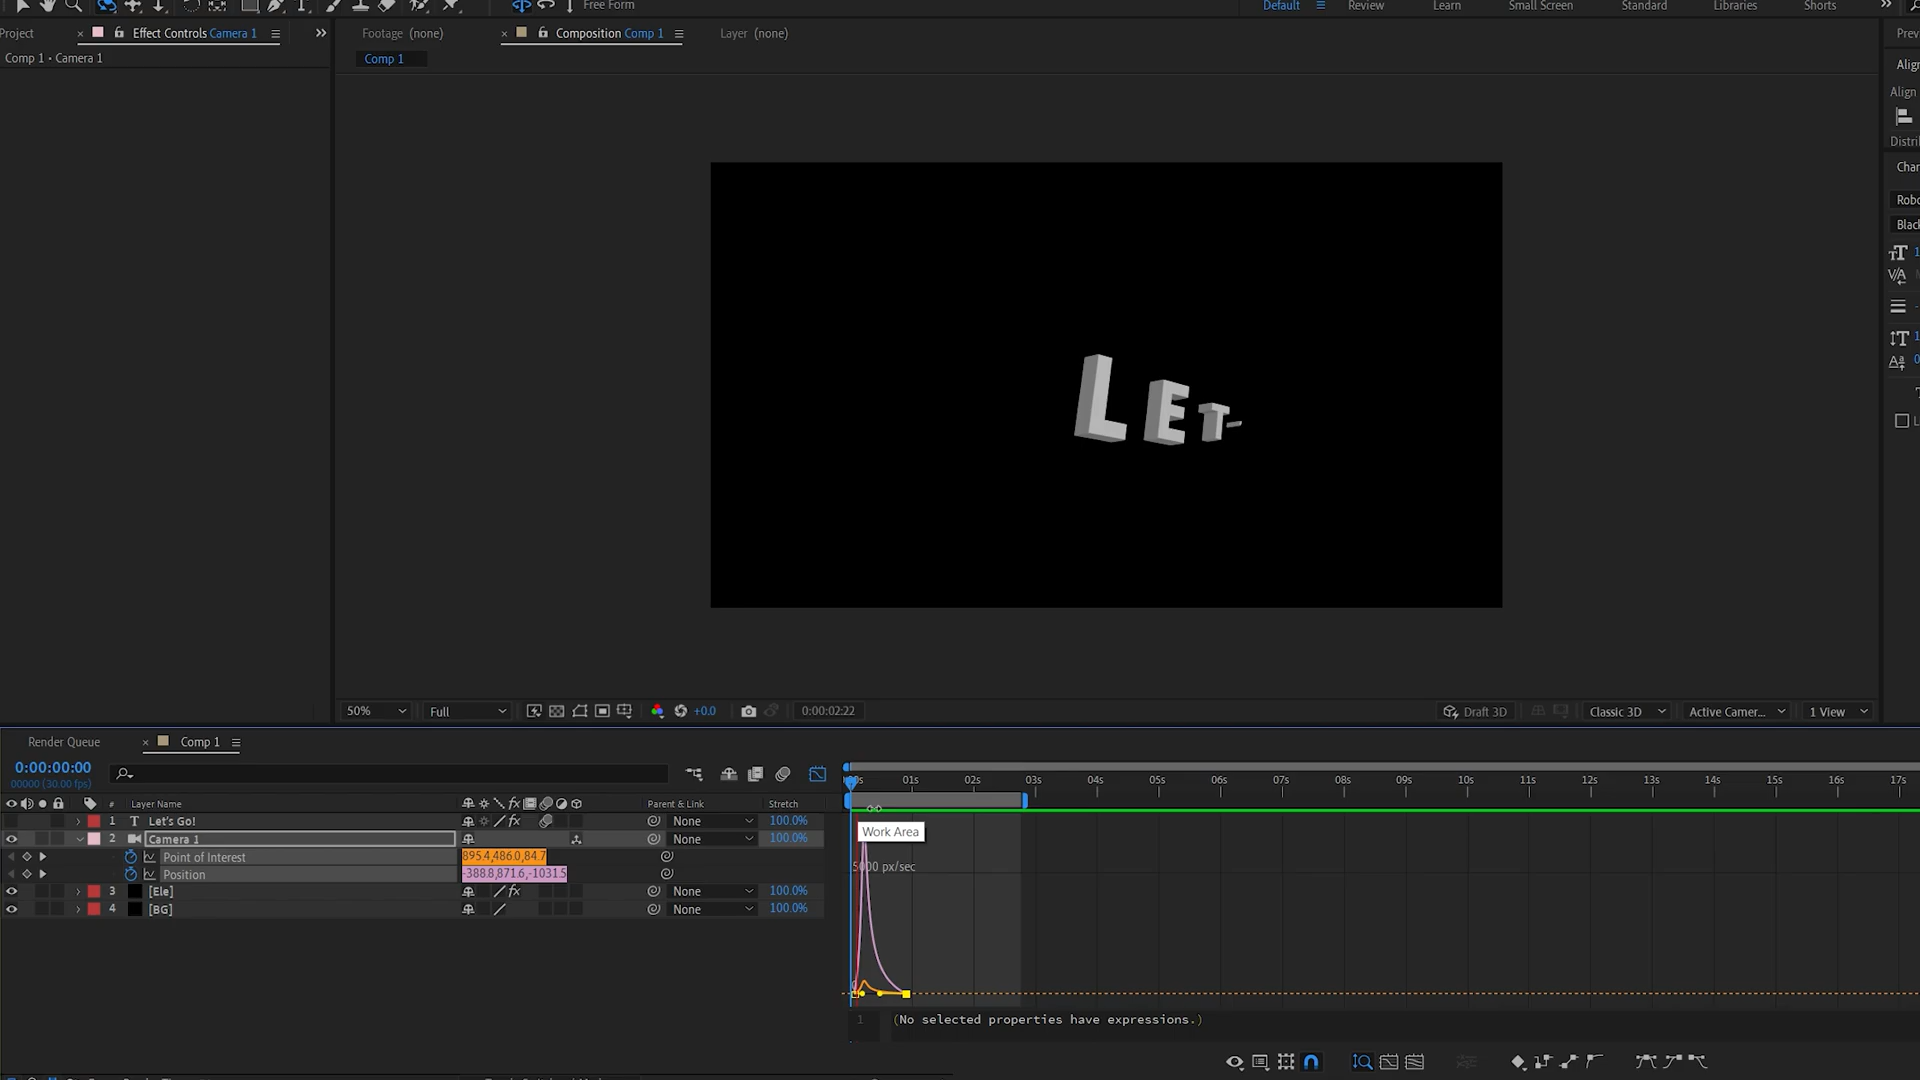 Free Form
Default
Review
Learn
Small Screen
Standard
Libraries
Shorts
Project
Effect Controls Camera 1
Footage (none)
Composition Comp 1
Layer (none)
Comp 1 • Camera 1
Comp 1
LET-
50%
Full
+0.0
0:00:02:22
Draft 3D
Classic 3D
Active Camer...
1 View
Render Queue
Comp 1
0:00:00:00
00000 (30.00 fps)
01s 02s 03s 04s 05s 06s 07s 08s 09s 10s 11s 12s 13s 14s 15s 16s 17s
# Layer Name Parent & Link Stretch
1 T Let's Go! None 100.0%
2 Camera 1 None 100.0%
Point of Interest 895.4,486.0,84.7
Position -388.8,871.6,-1031.5
3 [Ele] None 100.0%
4 [BG] None 100.0%
Work Area
5000 px/sec
1 (No selected properties have expressions.)